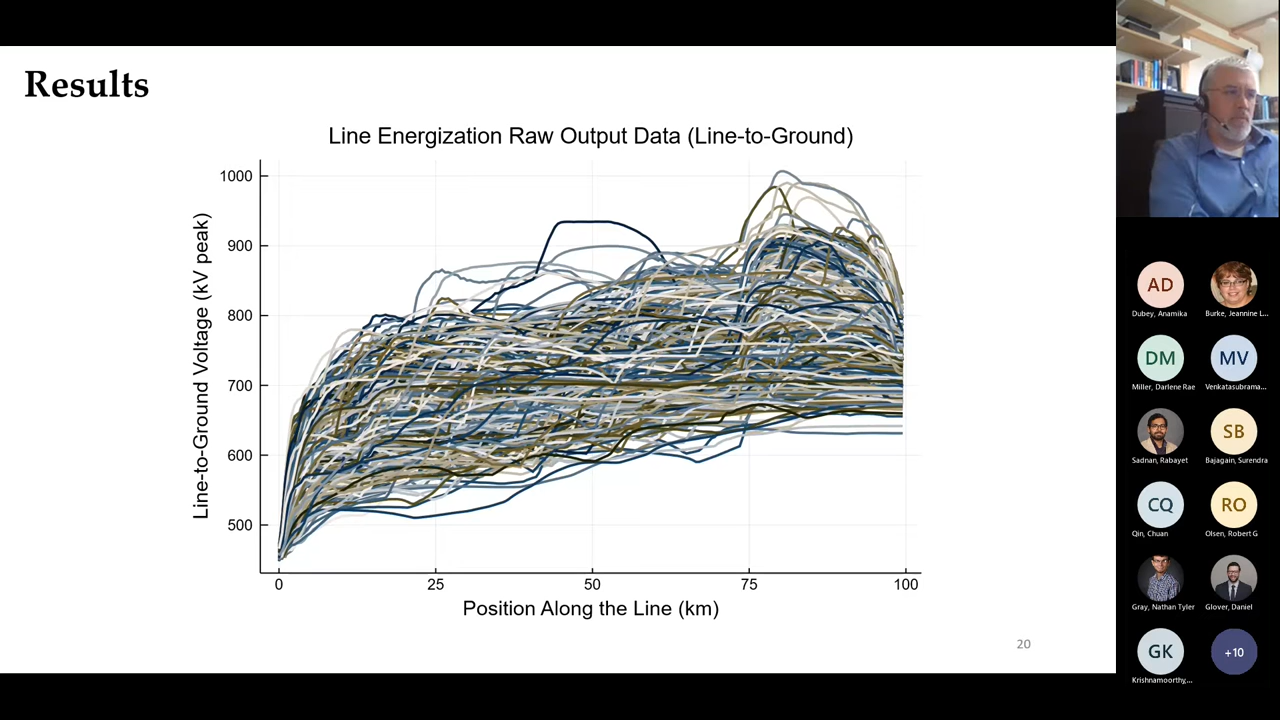 Results
Line Energization Raw Output Data (Line-to-Ground)
Line-to-Ground Voltage (kV peak)
1000
900
800
700
600
500
0 25 50 75 100
Position Along the Line (km)
20
AD
Dubey, Anamika
Burke, Jeannine L...
DM
Miller, Darlene Rae
MV
Venkatasubrama...
Sadnan, Rabayet
SB
Bajagain, Surendra
CQ
Qin, Chuan
RO
Olsen, Robert G
Gray, Nathan Tyler
Glover, Daniel
GK
Krishnamoorthy,...
+10